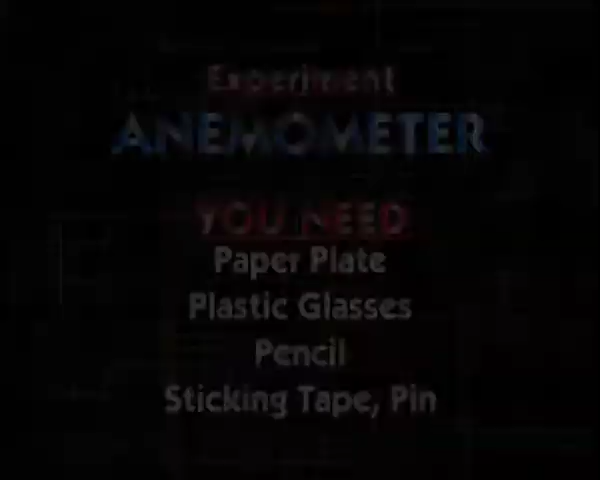 Experiment
ANEMOMETER
YOU NEED
Paper Plate
Plastic Glasses
Pencil
Sticking Tape, Pin